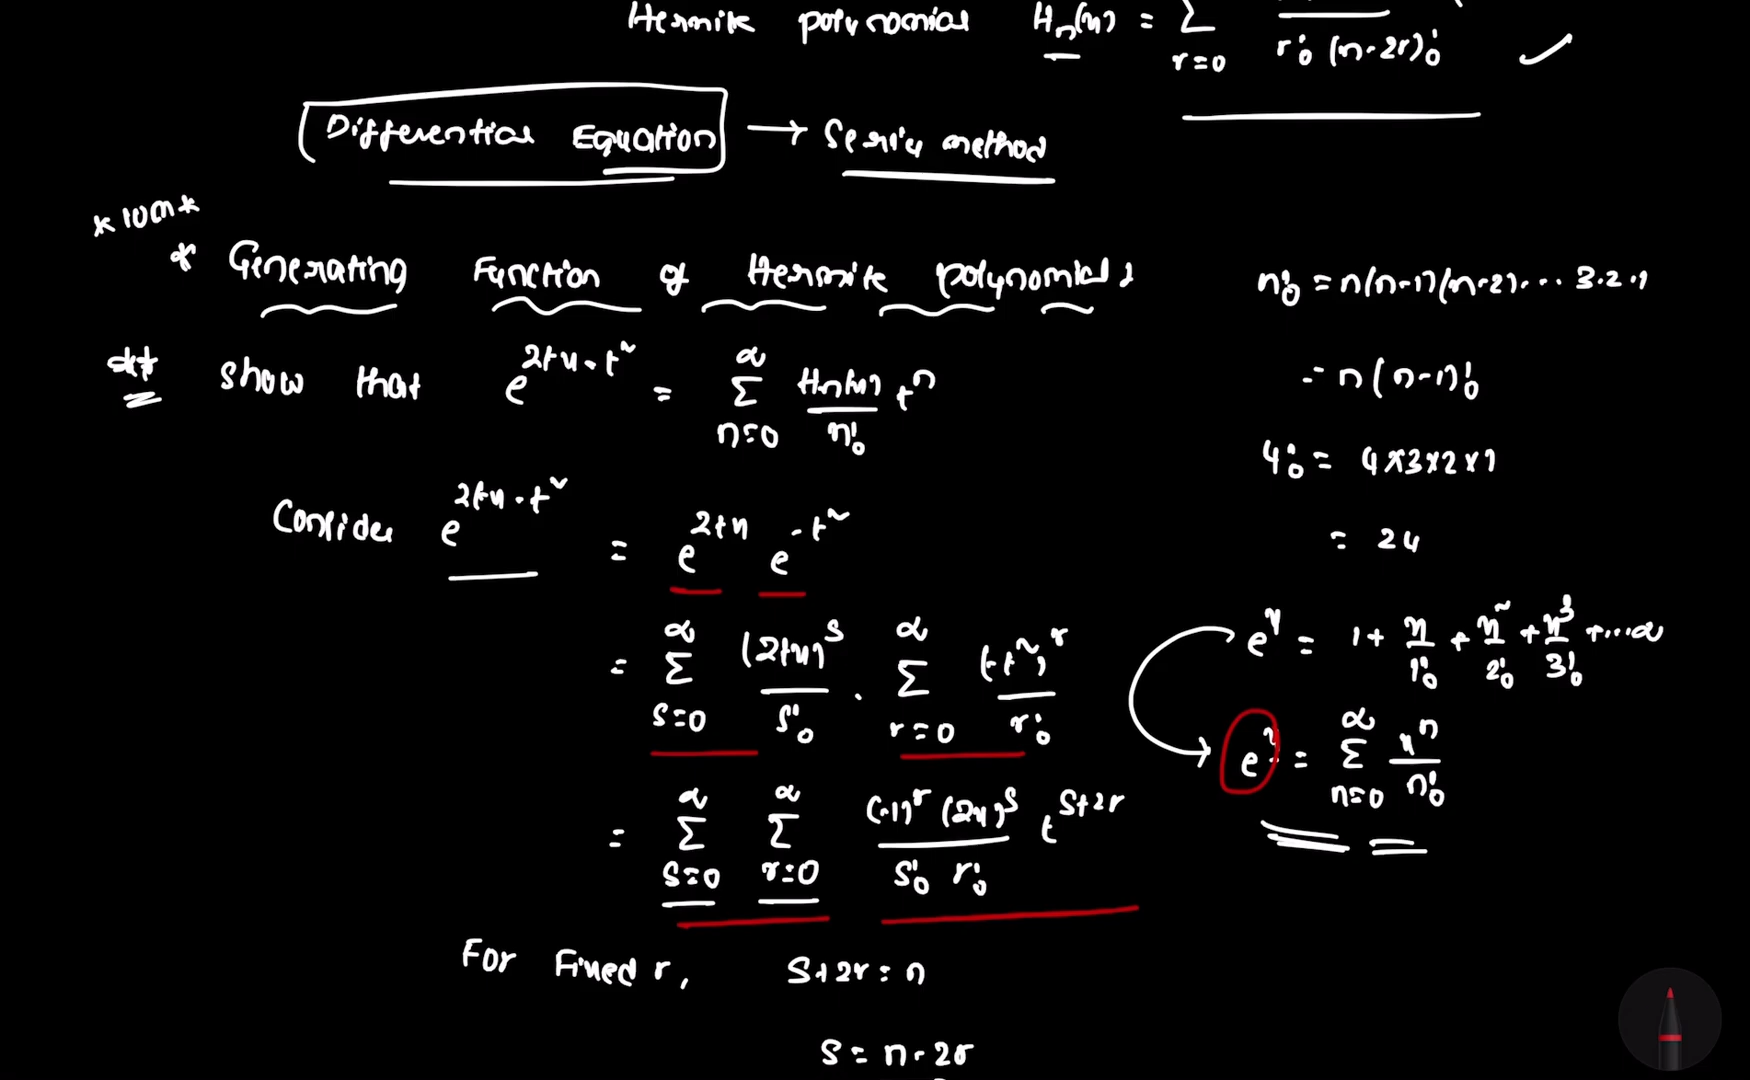 Hermite polynomial Hₙ(x) = Σ r=0 r! (n-2r)!
Differential Equation → Series method
*10m*
* Generating Function of Hermite polynomials
n! = n(n-1)(n-2)... 3.2.1
Show that e^(2tx-t²) = Σ n=0 ∞ Hₙ(x)/n! tⁿ
= n(n-1)!
4! = 4×3×2×1
Consider e^(2tx-t²) = e^(2tx) e^(-t²)
= 24
= Σ s=0 ∞ (2tx)^s/s! . Σ r=0 ∞ (-t²)^r/r!
e^x = 1 + x/1! + x²/2! + x³/3! + ....∞
e^x = Σ n=0 ∞ xⁿ/n!
= Σ s=0 ∞ Σ r=0 ∞ (-1)^r (2x)^s / s! r! t^(s+2r)
For Fixed r, S+2r = n
S = n-2r